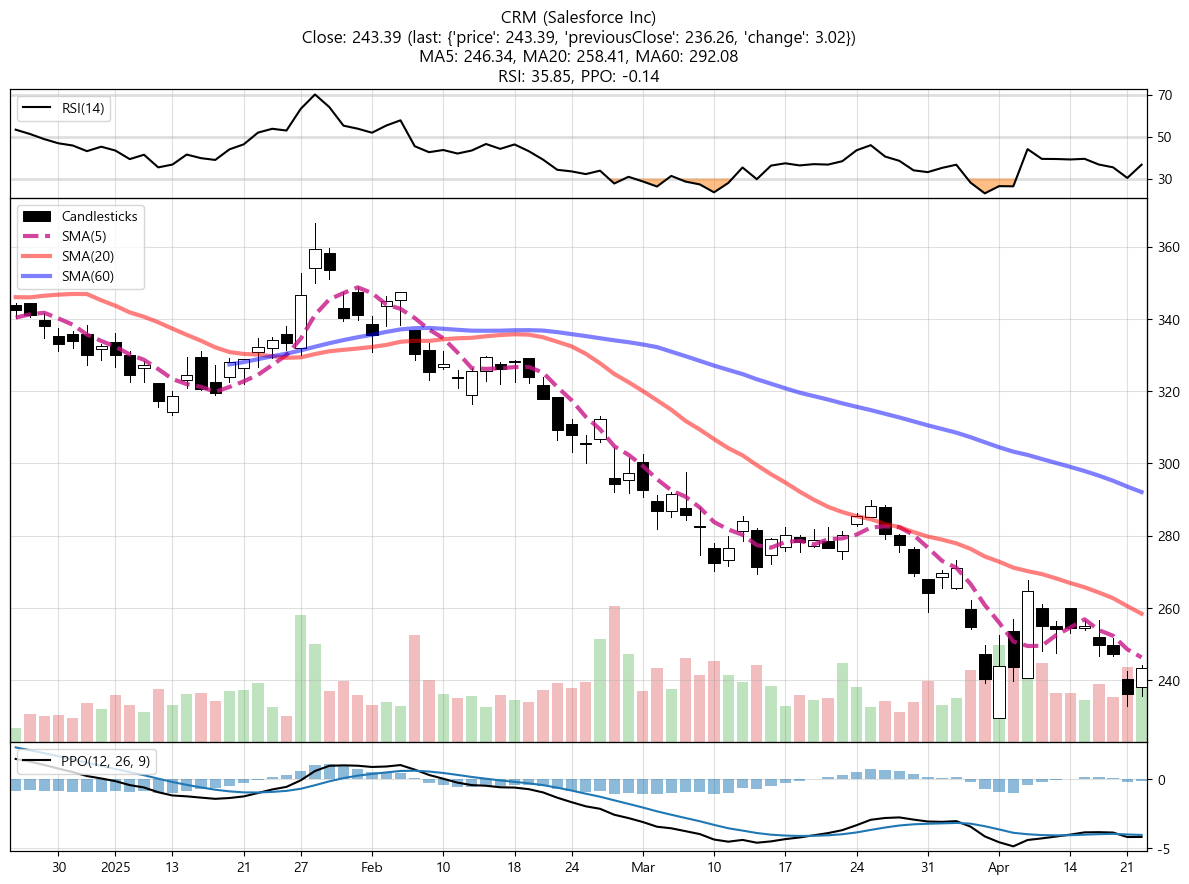 CRM (Salesforce Inc)
Close: 243.39 (last: {'price': 243.39, 'previousClose': 236.26, 'change': 3.02})
MA5: 246.34, MA20: 258.41, MA60: 292.08
RSI: 35.85, PPO: -0.14
RSI(14)
70
50
30
Candlesticks
SMA(5)
SMA(20)
SMA(60)
360
340
320
300
280
260
240
PPO(12, 26, 9)
0
-5
30 2025 13 21 27 Feb 10 18 24 Mar 10 17 24 31 Apr 14 21